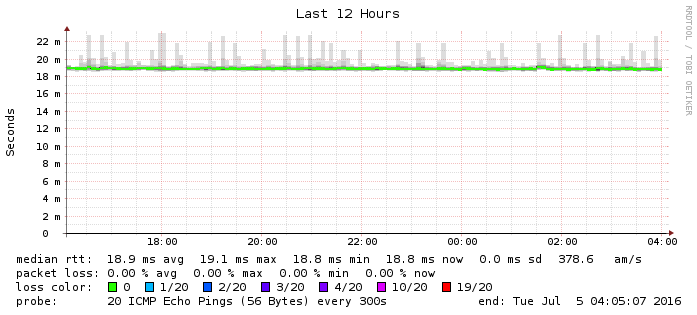 Last 12 Hours
RRDTOOL / TOBI OETIKER
Seconds
22 m
20 m
18 m
16 m
14 m
12 m
10 m
8 m
6 m
4 m
2 m
0
18:00 20:00 22:00 00:00 02:00 04:00
median rtt: 18.9 ms avg 19.1 ms max 18.8 ms min 18.8 ms now 0.0 ms sd 378.6 am/s
packet loss: 0.00 % avg 0.00 % max 0.00 % min 0.00 % now
loss color: 0 1/20 2/20 3/20 4/20 10/20 19/20
probe: 20 ICMP Echo Pings (56 Bytes) every 300s end: Tue Jul 5 04:05:07 2016